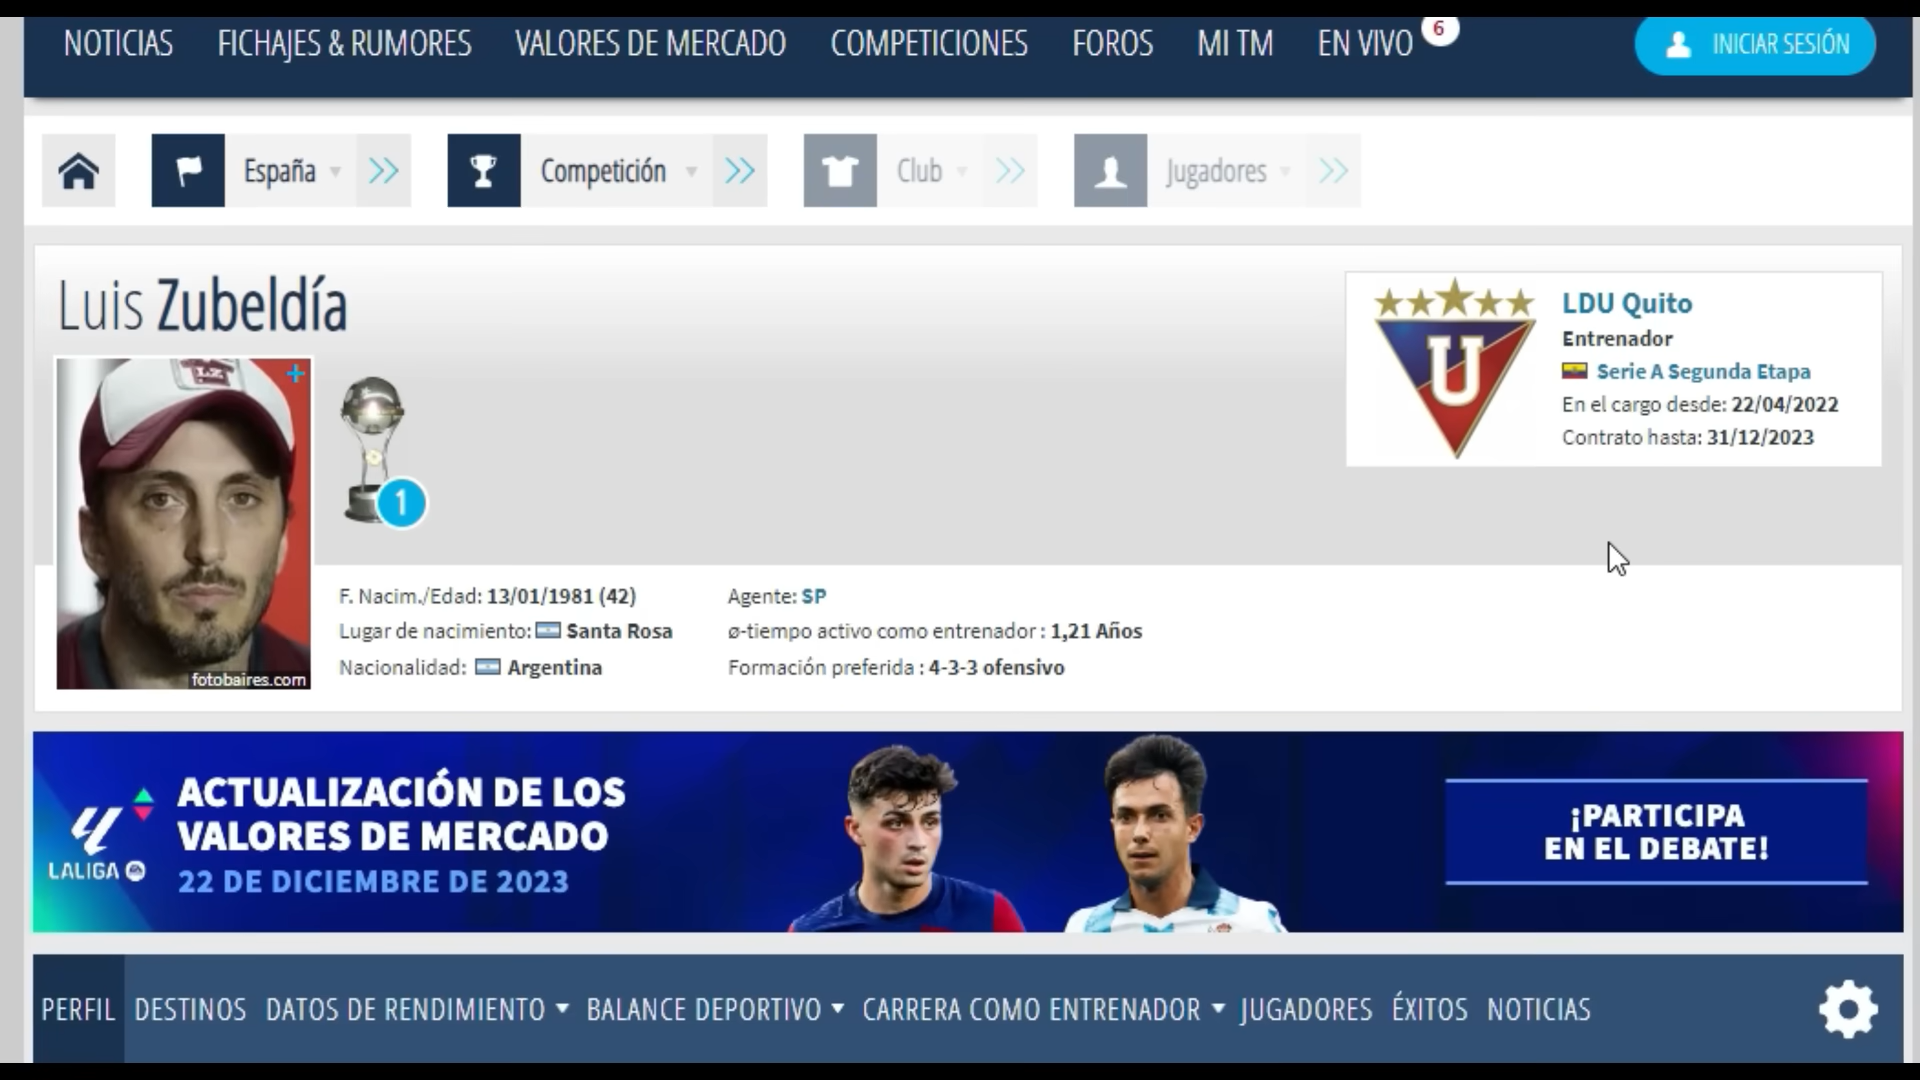 NOTICIAS FICHAJES & RUMORES VALORES DE MERCADO COMPETICIONES FOROS MI TM EN VIVO 6 INICIAR SESIÓN
España Competición Club Jugadores
Luis Zubeldía
LZ
fotobaires.com
1
U
LDU Quito
Entrenador
Serie A Segunda Etapa
En el cargo desde: 22/04/2022
Contrato hasta: 31/12/2023
F. Nacim./Edad: 13/01/1981 (42)
Lugar de nacimiento: Santa Rosa
Nacionalidad: Argentina
Agente: SP
ø-tiempo activo como entrenador : 1,21 Años
Formación preferida : 4-3-3 ofensivo
LALIGA
ACTUALIZACIÓN DE LOS
VALORES DE MERCADO
22 DE DICIEMBRE DE 2023
¡PARTICIPA
EN EL DEBATE!
PERFIL DESTINOS DATOS DE RENDIMIENTO BALANCE DEPORTIVO CARRERA COMO ENTRENADOR JUGADORES ÉXITOS NOTICIAS